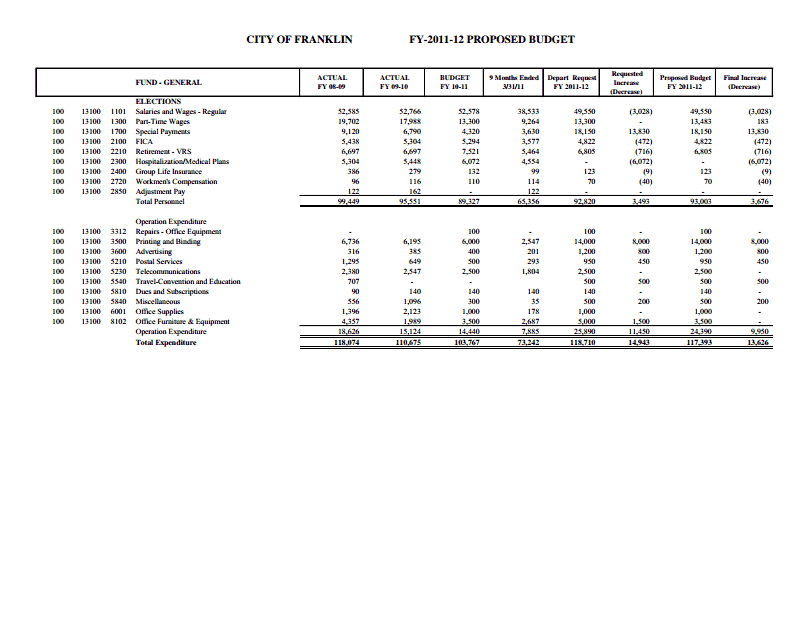 CITY OF FRANKLIN FY-2011-12 PROPOSED BUDGET
FUND - GENERAL ACTUAL FY 08-09 ACTUAL FY 09-10 BUDGET FY 10-11 9 Months Ended 3/31/11 Depart Request FY 2011-12 Requested Increase (Decrease) Proposed Budget FY 2011-12 Final Increase (Decrease)
ELECTIONS
100 13100 1101 Salaries and Wages - Regular 52,585 52,766 52,578 38,533 49,550 (3,028) 49,550 (3,028)
100 13100 1300 Part-Time Wages 19,702 17,988 13,300 9,264 13,300 - 13,483 183
100 13100 1700 Special Payments 9,120 6,790 4,320 3,630 18,150 13,830 18,150 13,830
100 13100 2100 FICA 5,438 5,304 5,294 3,577 4,822 (472) 4,822 (472)
100 13100 2210 Retirement - VRS 6,697 6,697 7,521 5,464 6,805 (716) 6,805 (716)
100 13100 2300 Hospitalization/Medical Plans 5,304 5,448 6,072 4,554 - (6,072) - (6,072)
100 13100 2400 Group Life Insurance 386 279 132 99 123 (9) 123 (9)
100 13100 2720 Workmen's Compensation 96 116 110 114 70 (40) 70 (40)
100 13100 2850 Adjustment Pay 122 162 - 122 - - - -
Total Personnel 99,449 95,551 89,327 65,356 92,820 3,493 93,003 3,676
Operation Expenditure
100 13100 3312 Repairs - Office Equipment - 100 - 100 - 100 -
100 13100 3500 Printing and Binding 6,736 6,195 6,000 2,547 14,000 8,000 14,000 8,000
100 13100 3600 Advertising 316 385 400 201 1,200 800 1,200 800
100 13100 5210 Postal Services 1,295 649 500 293 950 450 950 450
100 13100 5230 Telecommunications 2,380 2,547 2,500 1,804 2,500 - 2,500 -
100 13100 5540 Travel-Convention and Education 707 - - 500 500 500 500
100 13100 5810 Dues and Subscriptions 90 140 140 140 140 - 140 -
100 13100 5840 Miscellaneous 556 1,096 300 35 500 200 500 200
100 13100 6001 Office Supplies 396 2,123 1,000 178 1,000 - 1,000 -
100 13100 8102 Office Furniture & Equipment 4,357 1,989 3,500 2,687 5,000 1,500 3,500 -
Operation Expenditure 18,626 15,124 14,440 7,885 25,890 11,450 24,390 9,950
Total Expenditure 118,074 110,675 103,767 73,242 118,710 14,943 117,393 13,626